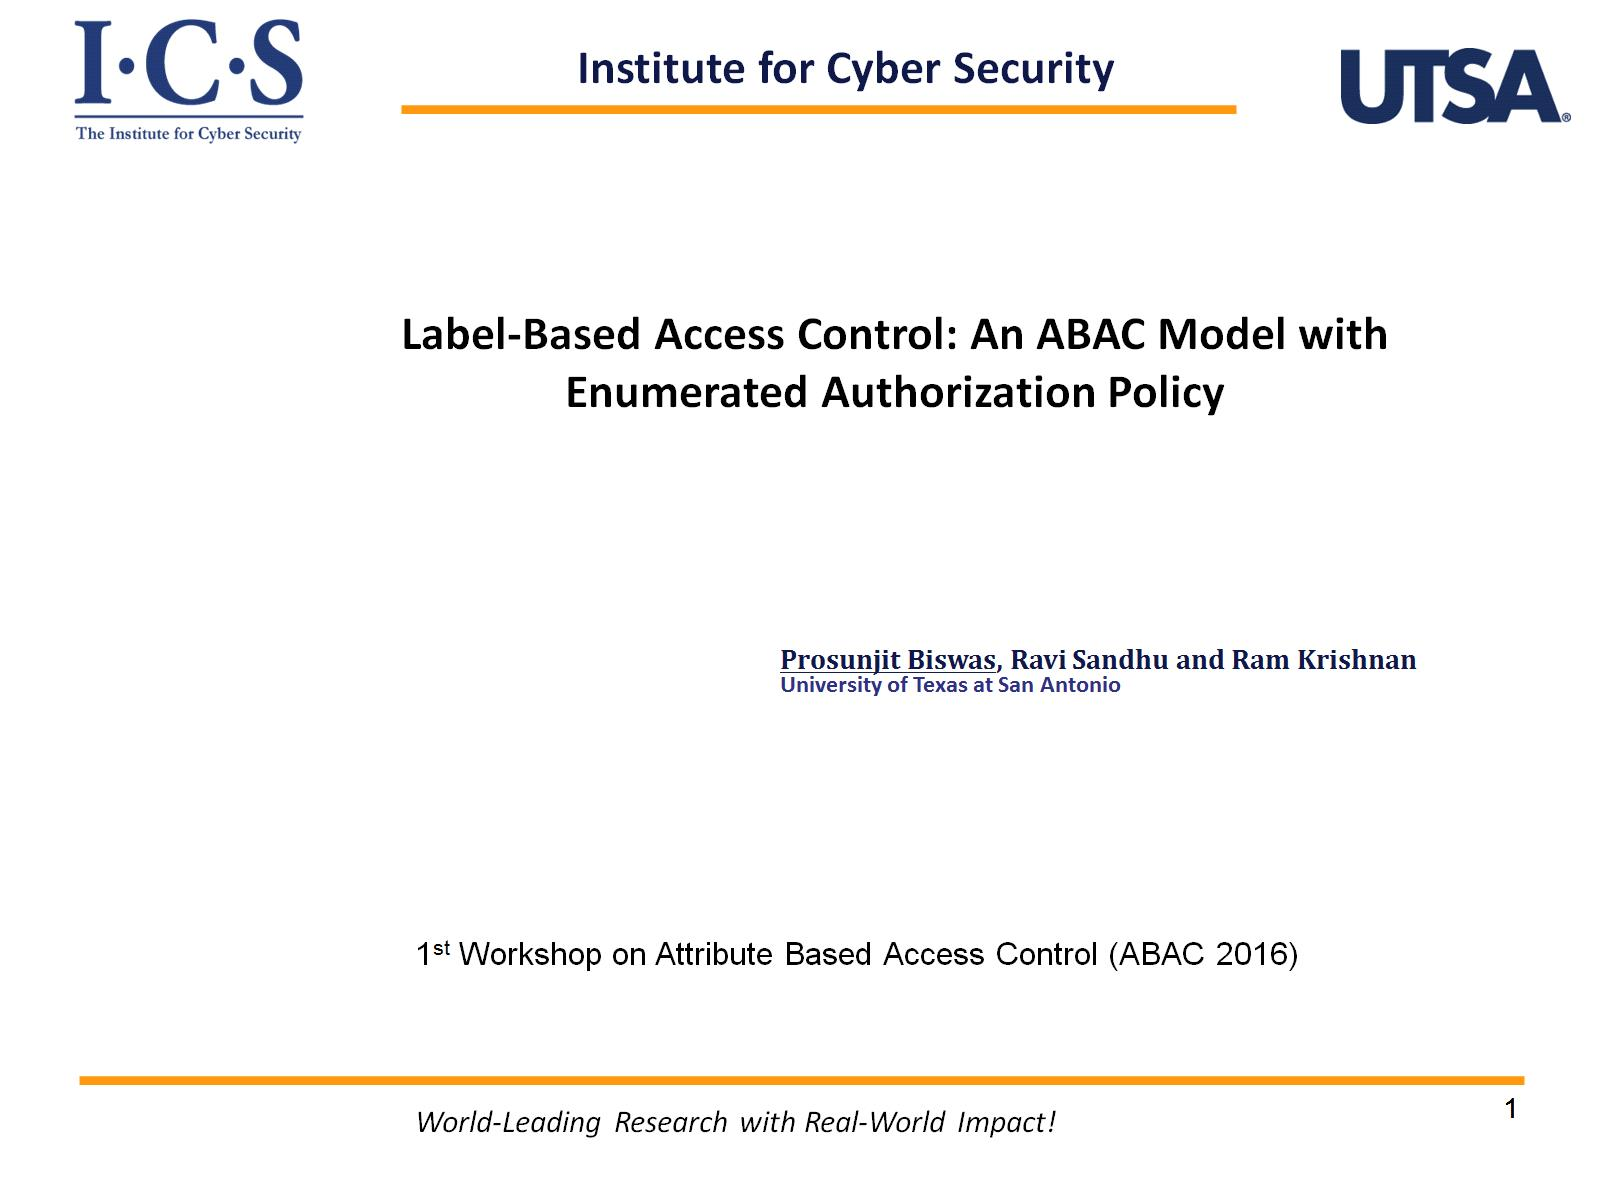 I·C·S
The Institute for Cyber Security
Institute for Cyber Security
UTSA®
Label-Based Access Control: An ABAC Model with
Enumerated Authorization Policy
Prosunjit Biswas, Ravi Sandhu and Ram Krishnan
University of Texas at San Antonio
1st Workshop on Attribute Based Access Control (ABAC 2016)
World-Leading Research with Real-World Impact!
1